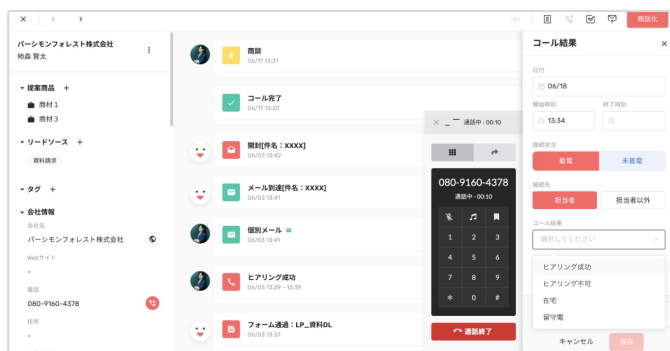 商談化
パーシモンフォレスト株式会社
柿森 賢太
提案商品 +
商材1
商材3
リードソース +
資料請求
タグ +
会社情報
会社名
パーシモンフォレスト株式会社
Webサイト
-
電話
080-9160-4378
住所
-
商談
06/17 13:21
コール完了
06/17 13:20
開封[件名:XXXX]
06/03 13:42
メール到達[件名:XXXX]
06/03 13:41
個別メール
06/03 13:41
ヒアリング成功
06/03 13:39 - 13:39
フォーム通過:LP_資料DL
06/03 13:37
通話中:00:10
080-9160-4378
通話中・00:10
1 2 3
4 5 6
7 8 9
* 0 #
通話終了
コール結果
日付
06/18
開始時刻 終了時刻
13:34
接続状況
着電 未着電
接続先
担当者 担当者以外
コール結果
選択してください
ヒアリング成功
ヒアリング不可
在宅
留守電
キャンセル 保存